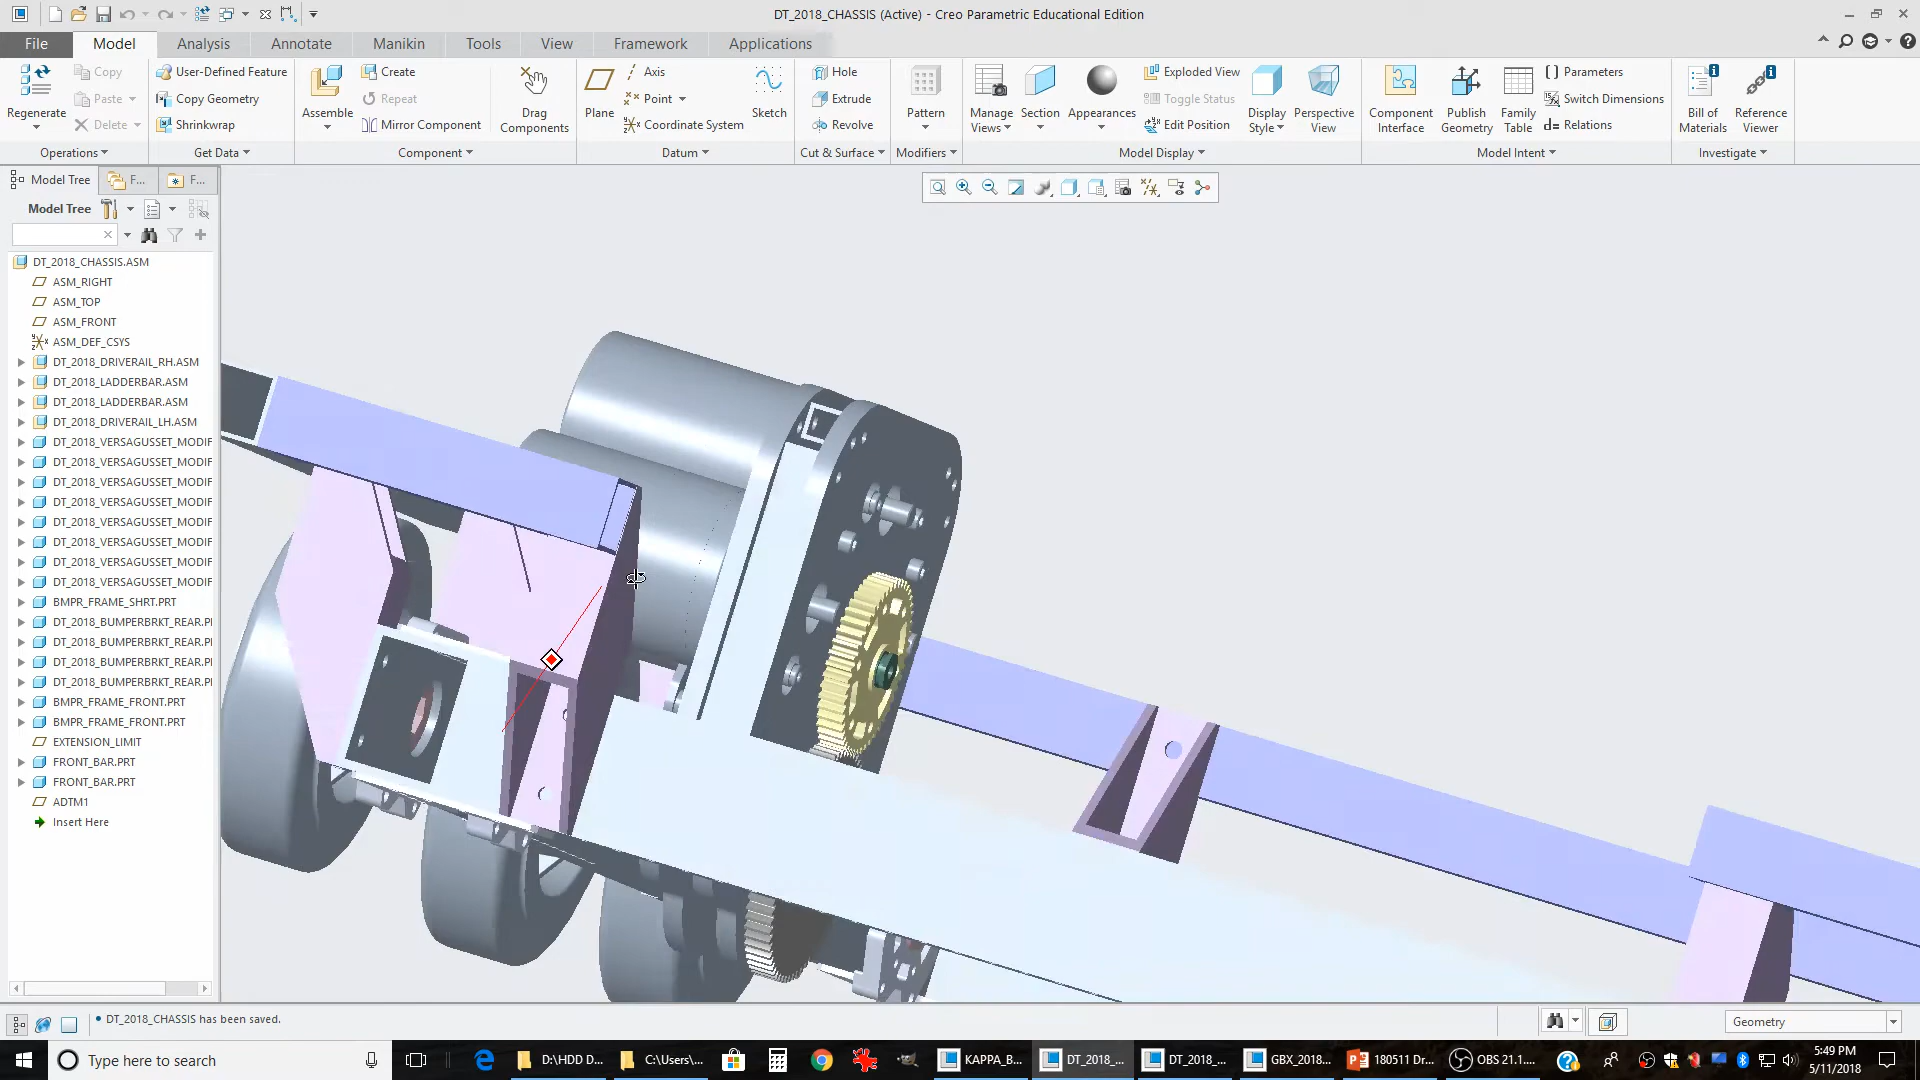 DT_2018_CHASSIS (Active) - Creo Parametric Educational Edition
File Model Analysis Annotate Manikin Tools View Framework Applications
Regenerate
Copy
Paste
Delete
Operations
User-Defined Feature
Copy Geometry
Shrinkwrap
Get Data
Assemble
Create
Repeat
Mirror Component
Drag
Components
Component
Plane
Axis
Point
Coordinate System
Sketch
Datum
Hole
Extrude
Revolve
Cut & Surface
Pattern
Modifiers
Manage
Views
Section
Appearances
Exploded View
Toggle Status
Edit Position
Display
Style
Perspective
View
Model Display
Component
Interface
Publish
Geometry
Family
Table
Parameters
Switch Dimensions
Relations
Model Intent
Bill of
Materials
Reference
Viewer
Investigate
Model Tree F... F...
Model Tree
DT_2018_CHASSIS.ASM
ASM_RIGHT
ASM_TOP
ASM_FRONT
ASM_DEF_CSYS
DT_2018_DRIVERAIL_RH.ASM
DT_2018_LADDERBAR.ASM
DT_2018_LADDERBAR.ASM
DT_2018_DRIVERAIL_LH.ASM
DT_2018_VERSAGUSSET_MODIF
DT_2018_VERSAGUSSET_MODIF
DT_2018_VERSAGUSSET_MODIF
DT_2018_VERSAGUSSET_MODIF
DT_2018_VERSAGUSSET_MODIF
DT_2018_VERSAGUSSET_MODIF
DT_2018_VERSAGUSSET_MODIF
DT_2018_VERSAGUSSET_MODIF
BMPR_FRAME_SHRT.PRT
DT_2018_BUMPERBRKT_REAR.P
DT_2018_BUMPERBRKT_REAR.P
DT_2018_BUMPERBRKT_REAR.P
DT_2018_BUMPERBRKT_REAR.P
BMPR_FRAME_FRONT.PRT
BMPR_FRAME_FRONT.PRT
EXTENSION_LIMIT
FRONT_BAR.PRT
FRONT_BAR.PRT
ADTM1
Insert Here
• DT_2018_CHASSIS has been saved.
Geometry
Type here to search
D:\HDD D...
C:\Users\...
KAPPA_B...
DT_2018_...
DT_2018_...
GBX_2018...
180511 Dr...
OBS 21.1....
5:49 PM
5/11/2018